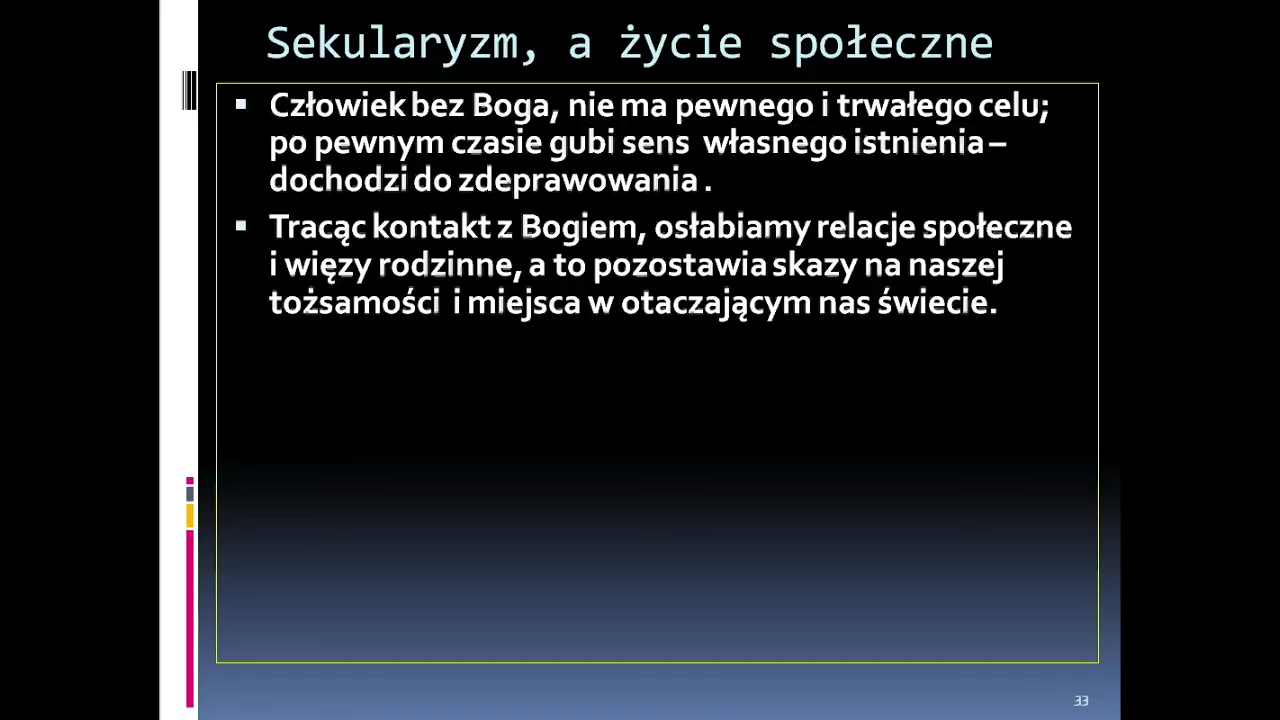 Sekularyzm, a życie społeczne
Człowiek bez Boga, nie ma pewnego i trwałego celu;
po pewnym czasie gubi sens własnego istnienia –
dochodzi do zdeprawowania .
Tracąc kontakt z Bogiem, osłabiamy relacje społeczne
i więzy rodzinne, a to pozostawia skazy na naszej
tożsamości i miejsca w otaczającym nas świecie.
33